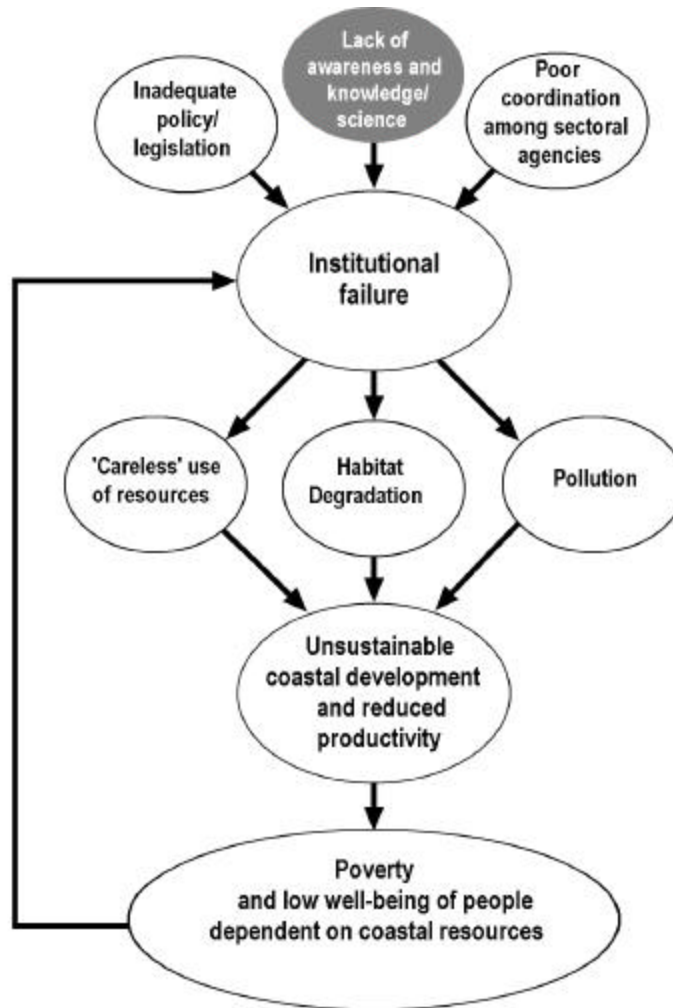 Lack of
awareness and
knowledge/
science
Inadequate
policy/
legislation
Poor
coordination
among sectoral
agencies
Institutional
failure
'Careless' use
of resources
Habitat
Degradation
Pollution
Unsustainable
coastal development
and reduced
productivity
Poverty
and low well-being of people
dependent on coastal resources